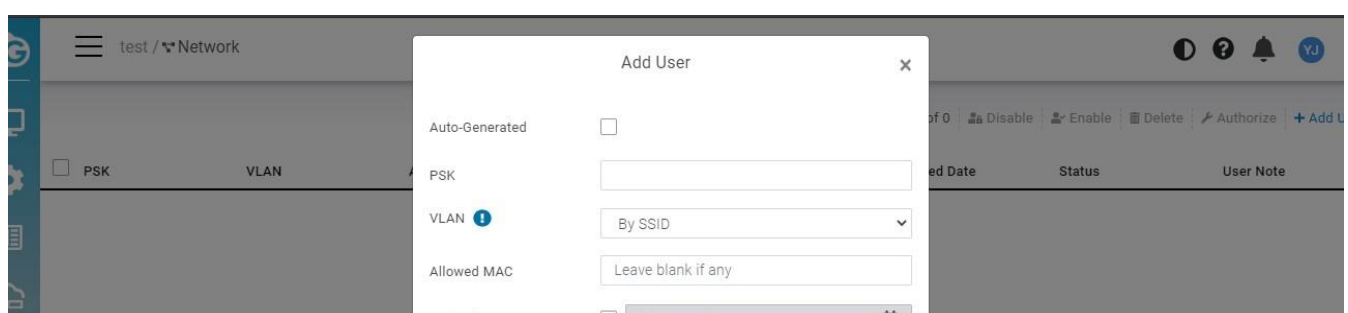 test / Network
Add User
×
YJ
of 0 Disable Enable Delete Authorize + Add U
Auto-Generated
PSK VLAN
PSK
ed Date Status User Note
VLAN
By SSID
Allowed MAC
Leave blank if any